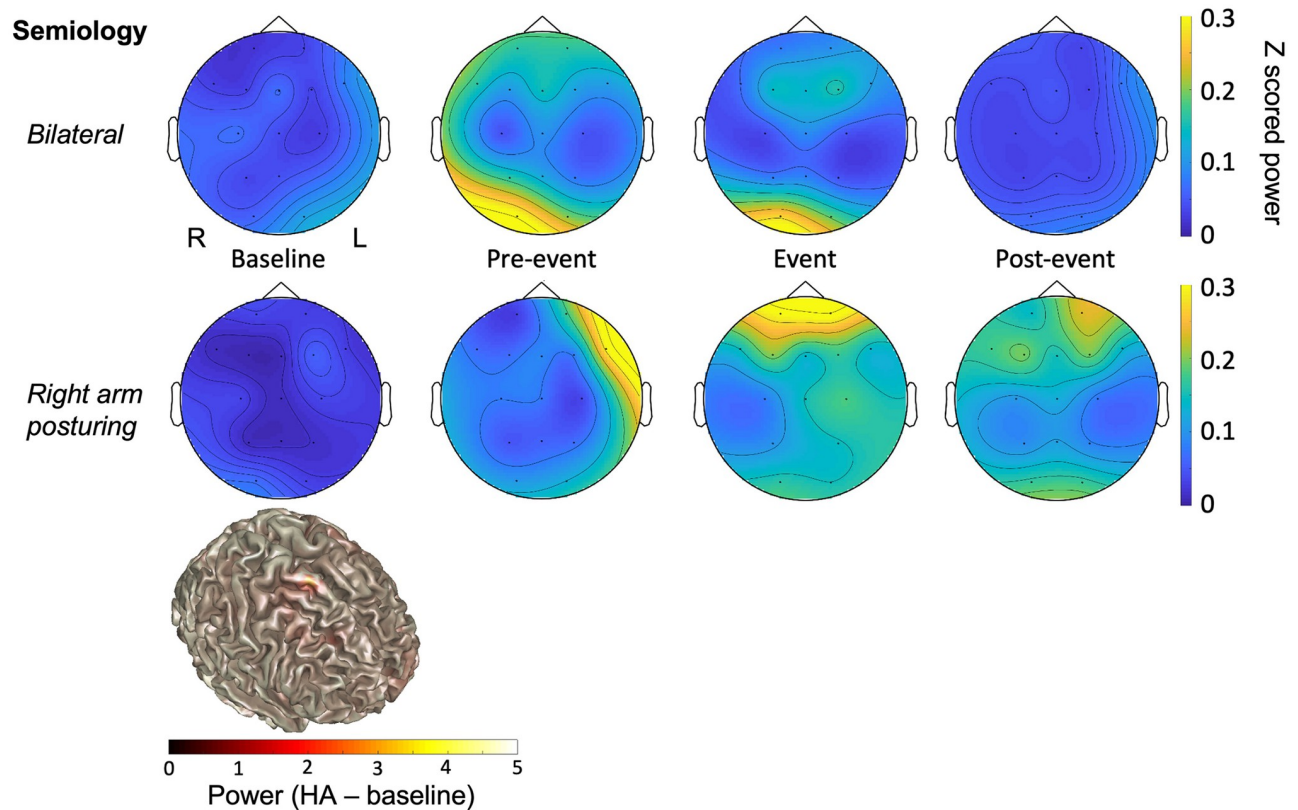 Semiology
Bilateral
R
L
Baseline
Pre-event
Event
Post-event
0.3
0.2
0.1
0
Z scored power
Right arm
posturing
0.3
0.2
0.1
0
0 1 2 3 4 5
Power (HA – baseline)